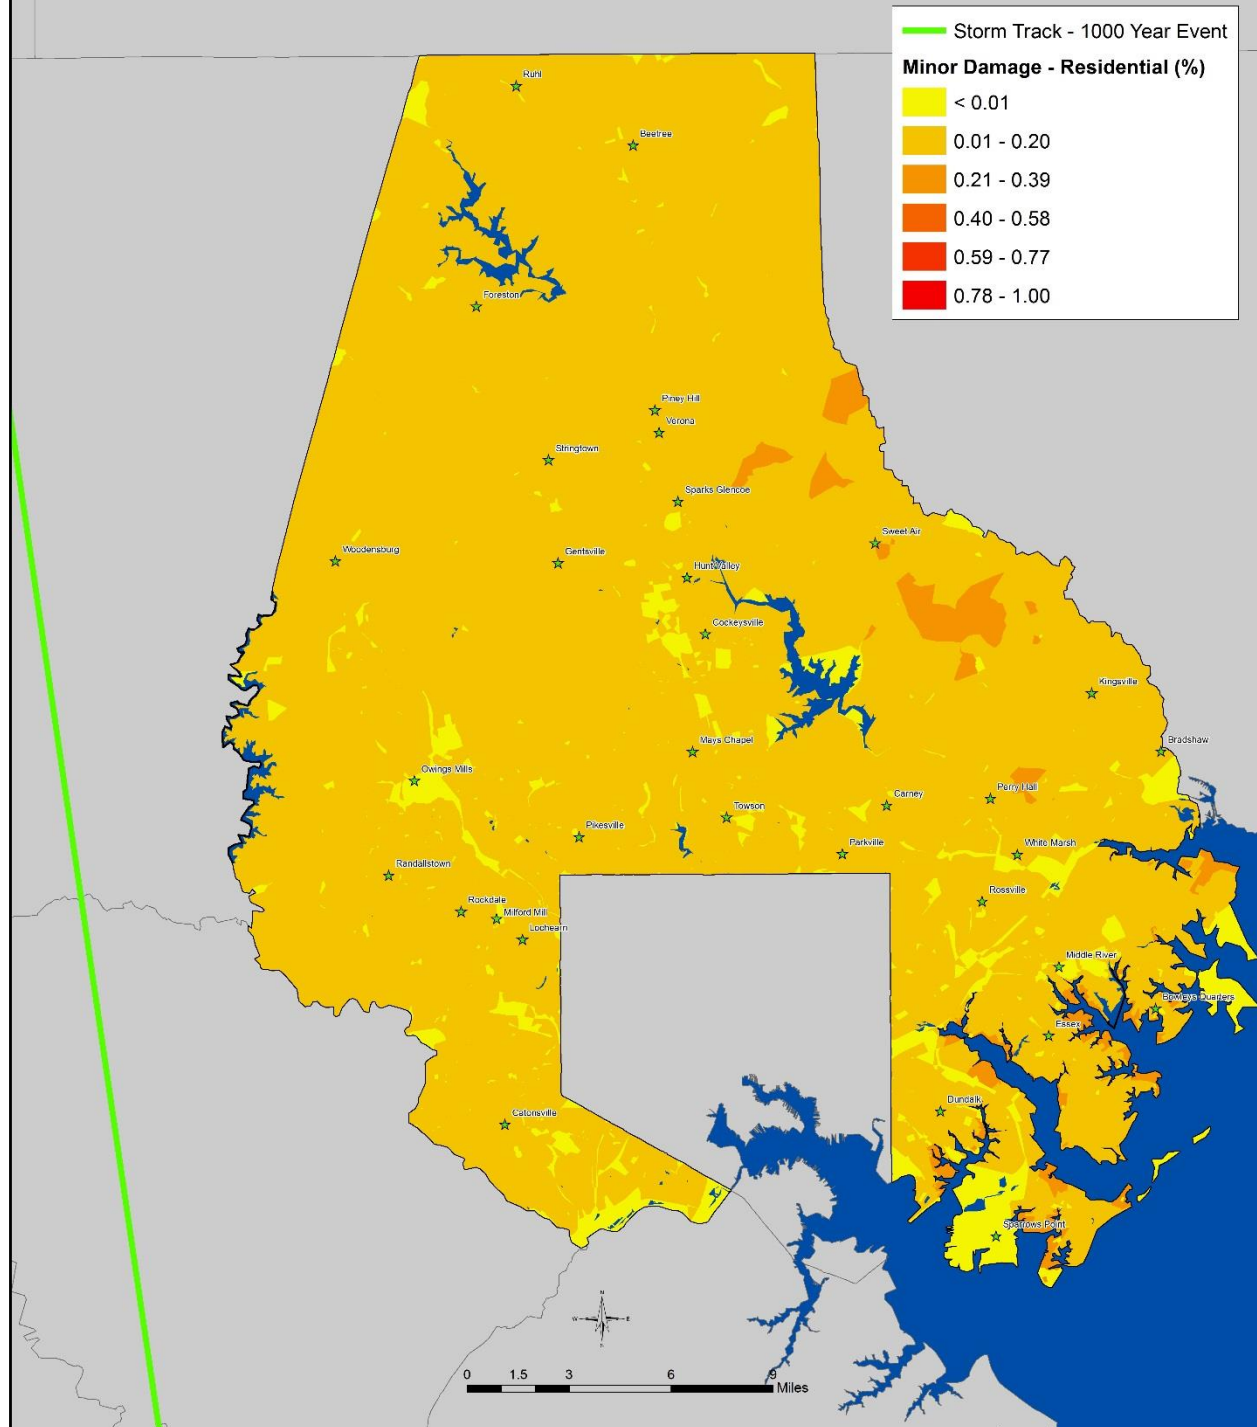 Storm Track - 1000 Year Event
Minor Damage - Residential (%)
< 0.01
0.01 - 0.20
0.21 - 0.39
0.40 - 0.58
0.59 - 0.77
0.78 - 1.00
Ruhl
Beetree
Foreston
Piney Hill
Verona
Stringtown
Sparks Glencoe
Sweet Air
Woodensburg
Gentsville
Hunt Valley
Cockeysville
Kingsville
Mays Chapel
Bradshaw
Owings Mills
Perry Hall
Carney
Towson
Pikesville
Parkville
White Marsh
Randallstown
Rossville
Rockdale
Milford Mill
Lochearn
Middle River
Bowleys Quarters
Essex
Dundalk
Catonsville
Sparrows Point
N
W E
S
0 1.5 3 6 9
Miles